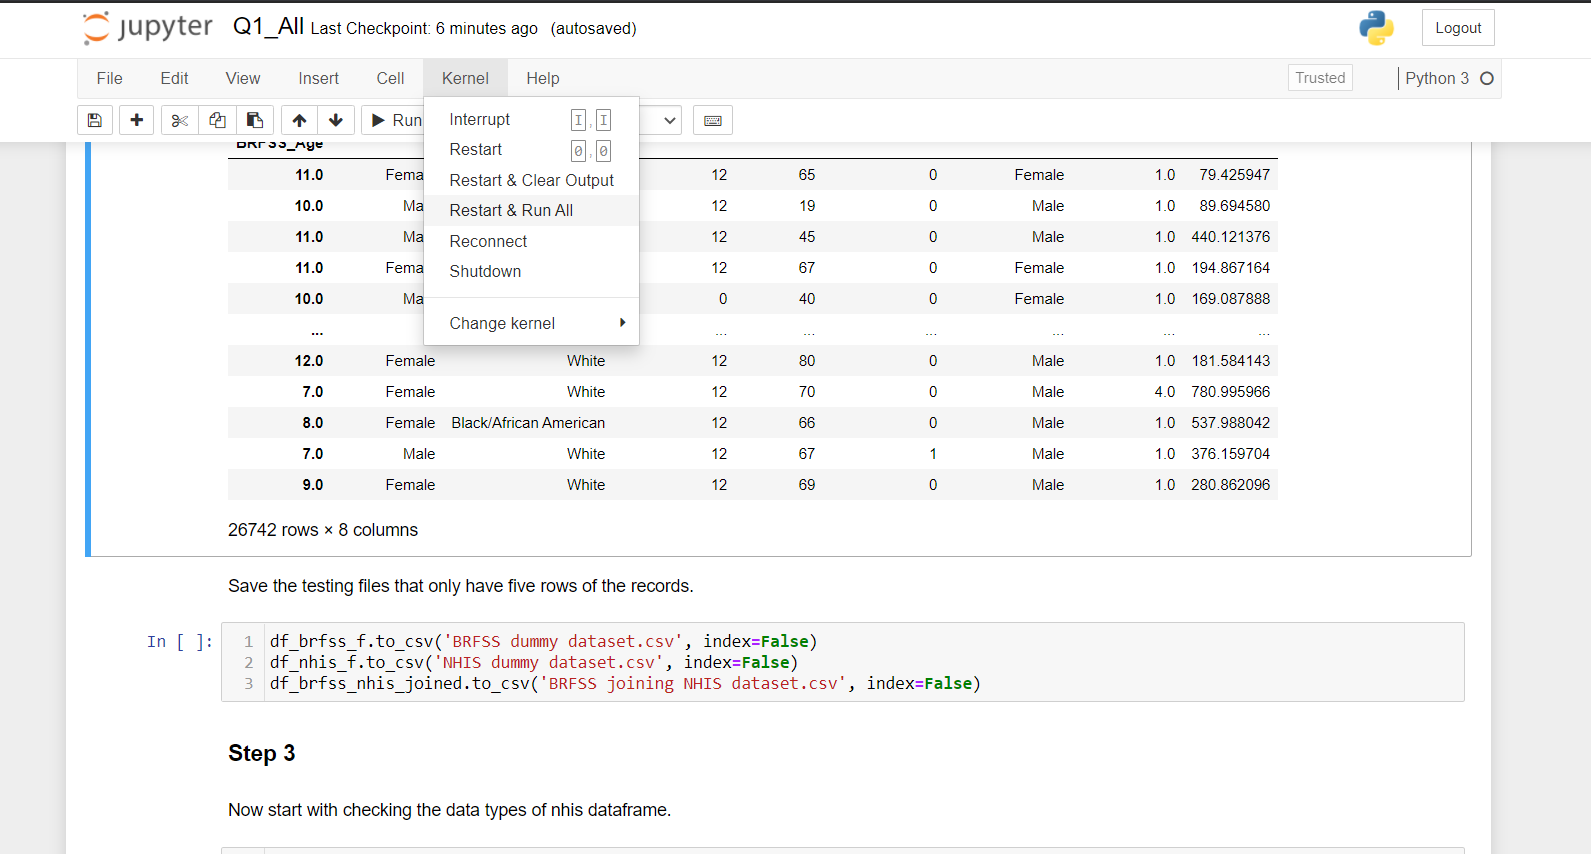 jupyter Q1_All Last Checkpoint: 6 minutes ago (autosaved) Logout
File Edit View Insert Cell Kernel Help Trusted Python 3
Run
Interrupt I , I
Restart 0 , 0
Restart & Clear Output
Restart & Run All
Reconnect
Shutdown
Change kernel
BRFSS_Age
11.0 Fema 12 65 0 Female 1.0 79.425947
10.0 Ma 12 19 0 Male 1.0 89.694580
11.0 Ma 12 45 0 Male 1.0 440.121376
11.0 Fema 12 67 0 Female 1.0 194.867164
10.0 Ma 0 40 0 Female 1.0 169.087888
... ... ... ... ... ... ...
12.0 Female White 12 80 0 Male 1.0 181.584143
7.0 Female White 12 70 0 Male 4.0 780.995966
8.0 Female Black/African American 12 66 0 Male 1.0 537.988042
7.0 Male White 12 67 1 Male 1.0 376.159704
9.0 Female White 12 69 0 Male 1.0 280.862096
26742 rows × 8 columns
Save the testing files that only have five rows of the records.
In [ ]: 1 df_brfss_f.to_csv('BRFSS dummy dataset.csv', index=False)
2 df_nhis_f.to_csv('NHIS dummy dataset.csv', index=False)
3 df_brfss_nhis_joined.to_csv('BRFSS joining NHIS dataset.csv', index=False)
Step 3
Now start with checking the data types of nhis dataframe.